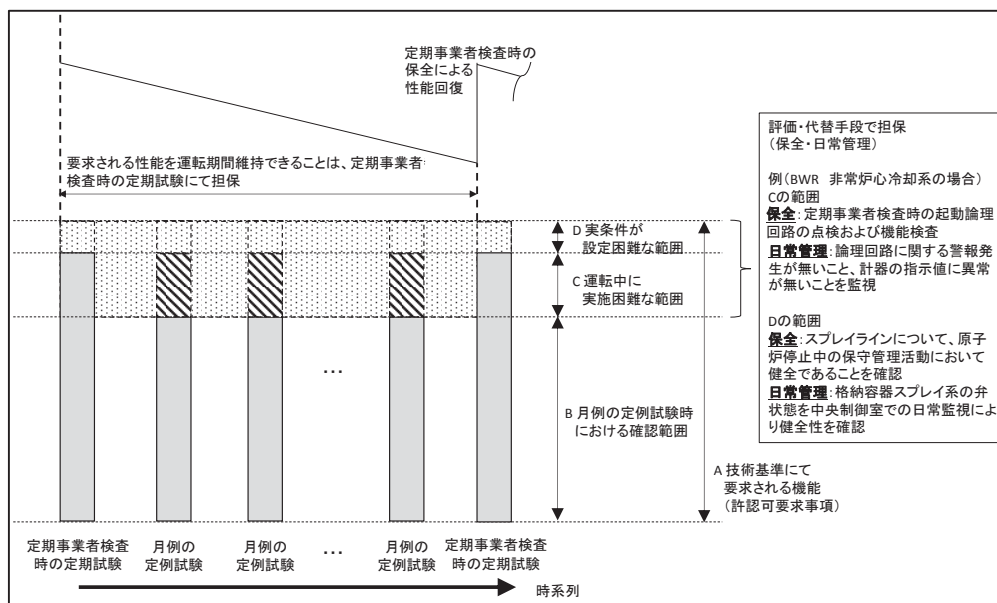 定期事業者検査時の
保全による
性能回復
要求される性能を運転期間維持できることは、定期事業者
検査時の定期試験にて担保
D 実条件が
設定困難な範囲
C 運転中に
実施困難な範囲
…
B 月例の定例試験時
における確認範囲
A 技術基準にて
要求される機能
（許認可要求事項）
評価・代替手段で担保
（保全・日常管理）
例（BWR 非常炉心冷却系の場合）
Cの範囲
保全：定期事業者検査時の起動論理
回路の点検および機能検査
日常管理：論理回路に関する警報発
生が無いこと、計器の指示値に異常
が無いことを監視
Dの範囲
保全：スプレイラインについて、原子
炉停止中の保守管理活動において
健全であることを確認
日常管理：格納容器スプレイ系の弁
状態を中央制御室での日常監視によ
り健全性を確認
定期事業者検査
時の定期試験
月例の
定例試験
月例の
定例試験
…
月例の
定例試験
定期事業者検査
時の定期試験
時系列